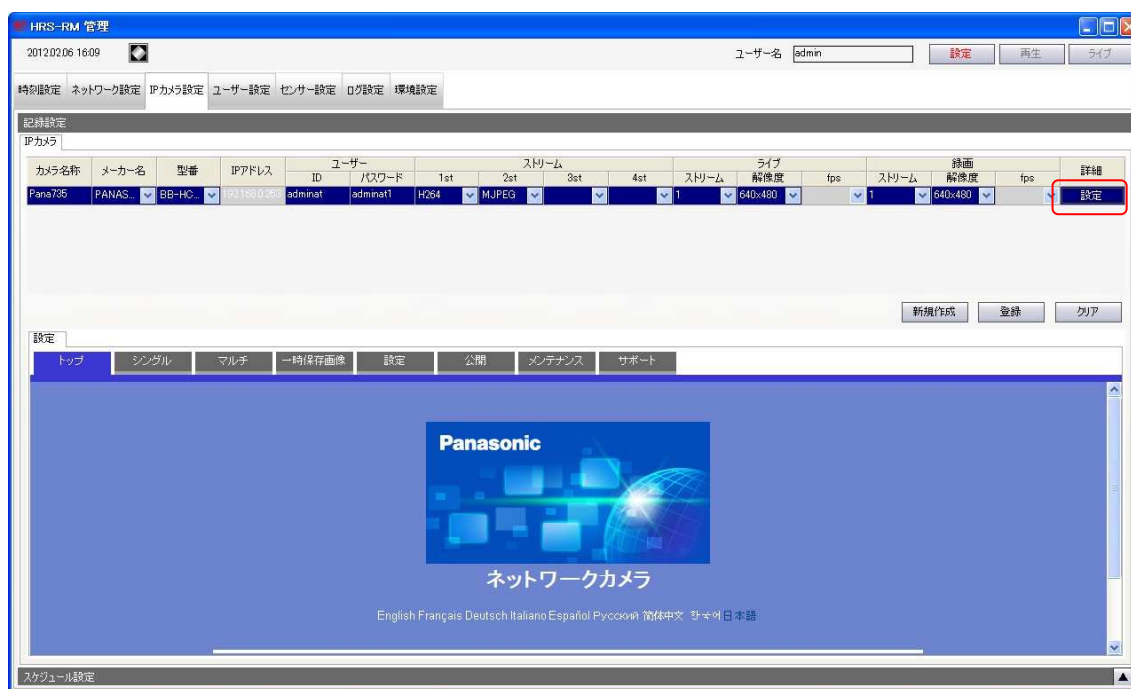 HRS-RM 管理
2012.02.06 16:09 ユーザー名 admin 設定 再生 ライブ
時刻設定 ネットワーク設定 IPカメラ設定 ユーザー設定 センサー設定 ログ設定 環境設定
記録設定
IPカメラ
カメラ名称 メーカー名 型番 IPアドレス ユーザー ストリーム ライブ 録画 詳細
ID パスワード 1st 2st 3st 4st ストリーム 解像度 fps ストリーム 解像度 fps
Pana735 PANAS... BB-HC... 192.168.0.253 adminat adminat1 H264 MJPEG 1 640x480 1 640x480 設定
新規作成 登録 クリア
設定
トップ シングル マルチ 一時保存画像 設定 公開 メンテナンス サポート
Panasonic
ネットワークカメラ
English Français Deutsch Italiano Español Русский 简体中文 한국어 日本語
スケジュール設定